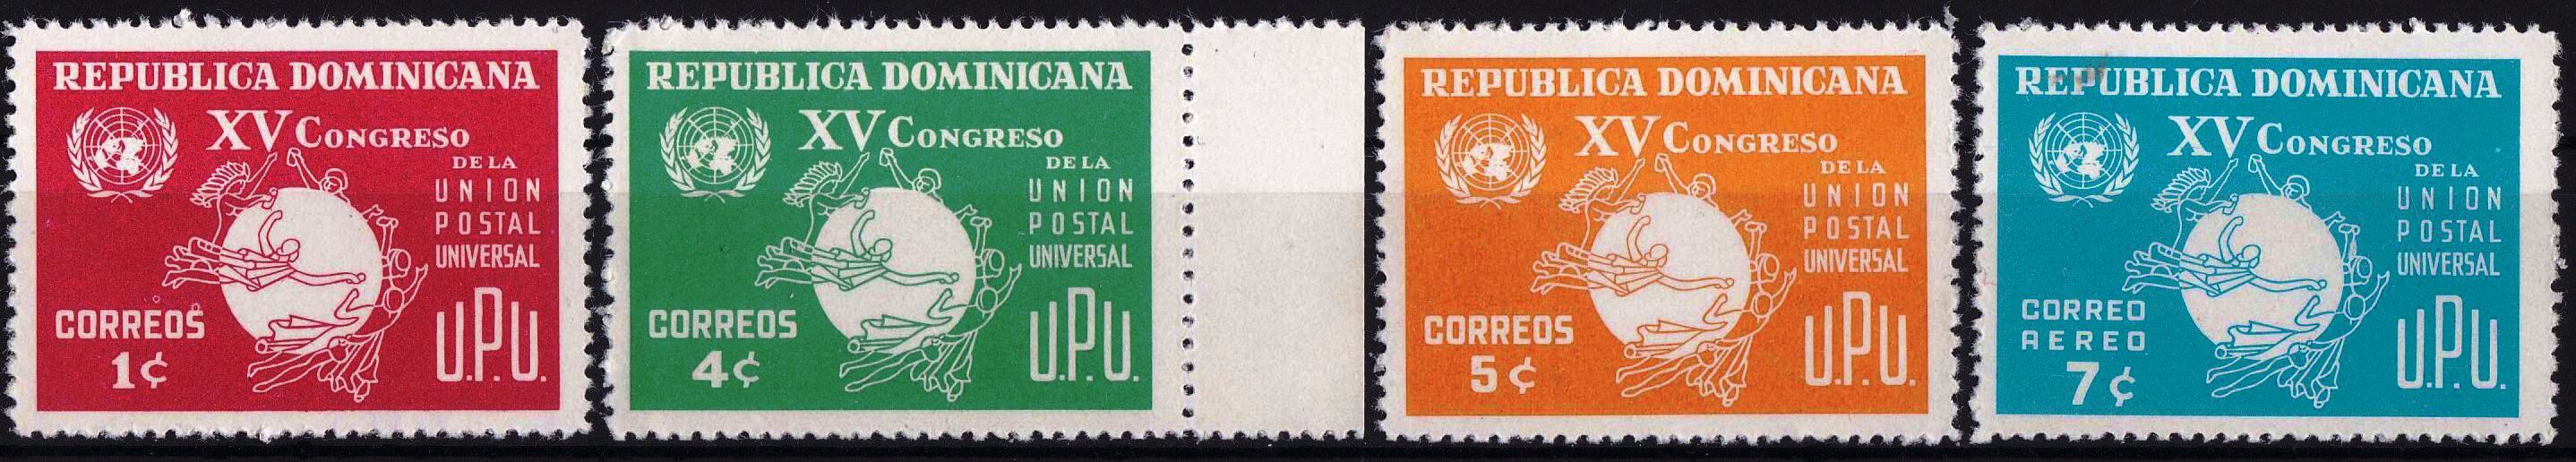 REPUBLICA DOMINICANA
XV CONGRESO
DE LA
UNION
POSTAL
UNIVERSAL
CORREOS
1¢
U.P.U.
REPUBLICA DOMINICANA
XV CONGRESO
DE LA
UNION
POSTAL
UNIVERSAL
CORREOS
4¢
U.P.U.
REPUBLICA DOMINICANA
XV CONGRESO
DE LA
UNION
POSTAL
UNIVERSAL
CORREOS
5¢
U.P.U.
REPUBLICA DOMINICANA
XV CONGRESO
DE LA
UNION
POSTAL
UNIVERSAL
CORREO
AEREO
7¢
U.P.U.